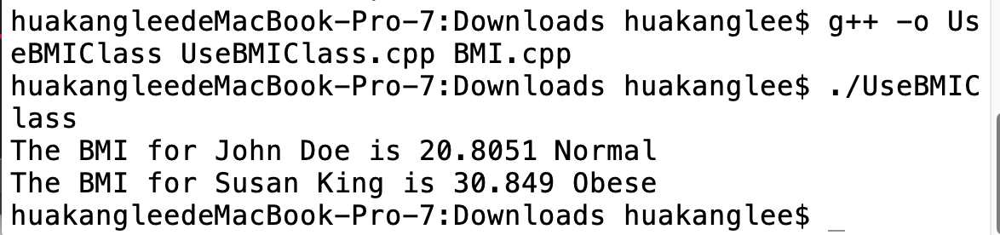 huakangleedeMacBook-Pro-7:Downloads huakanglee$ g++ -o Us
eBMIClass UseBMIClass.cpp BMI.cpp
huakangleedeMacBook-Pro-7:Downloads huakanglee$ ./UseBMIC
lass
The BMI for John Doe is 20.8051 Normal
The BMI for Susan King is 30.849 Obese
huakangleedeMacBook-Pro-7:Downloads huakanglee$